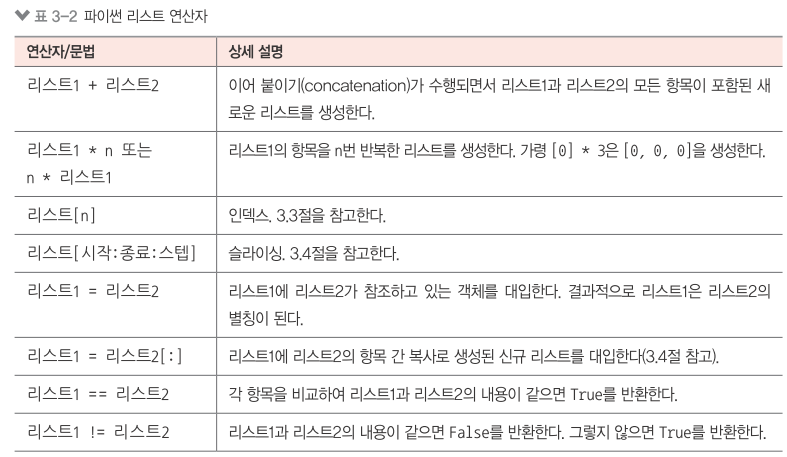 표 3-2 파이썬 리스트 연산자
연산자/문법 상세 설명
리스트1 + 리스트2 이어 붙이기(concatenation)가 수행되면서 리스트1과 리스트2의 모든 항목이 포함된 새
로운 리스트를 생성한다.
리스트1 * n 또는 리스트1의 항목을 n번 반복한 리스트를 생성한다. 가령 [0] * 3은 [0, 0, 0]을 생성한다.
n * 리스트1
리스트[n] 인덱스. 3.3절을 참고한다.
리스트[시작:종료:스텝] 슬라이싱. 3.4절을 참고한다.
리스트1 = 리스트2 리스트1에 리스트2가 참조하고 있는 객체를 대입한다. 결과적으로 리스트1은 리스트2의
별칭이 된다.
리스트1 = 리스트2[:] 리스트1에 리스트2의 항목 간 복사로 생성된 신규 리스트를 대입한다(3.4절 참고).
리스트1 == 리스트2 각 항목을 비교하여 리스트1과 리스트2의 내용이 같으면 True를 반환한다.
리스트1 != 리스트2 리스트1과 리스트2의 내용이 같으면 False를 반환한다. 그렇지 않으면 True를 반환한다.